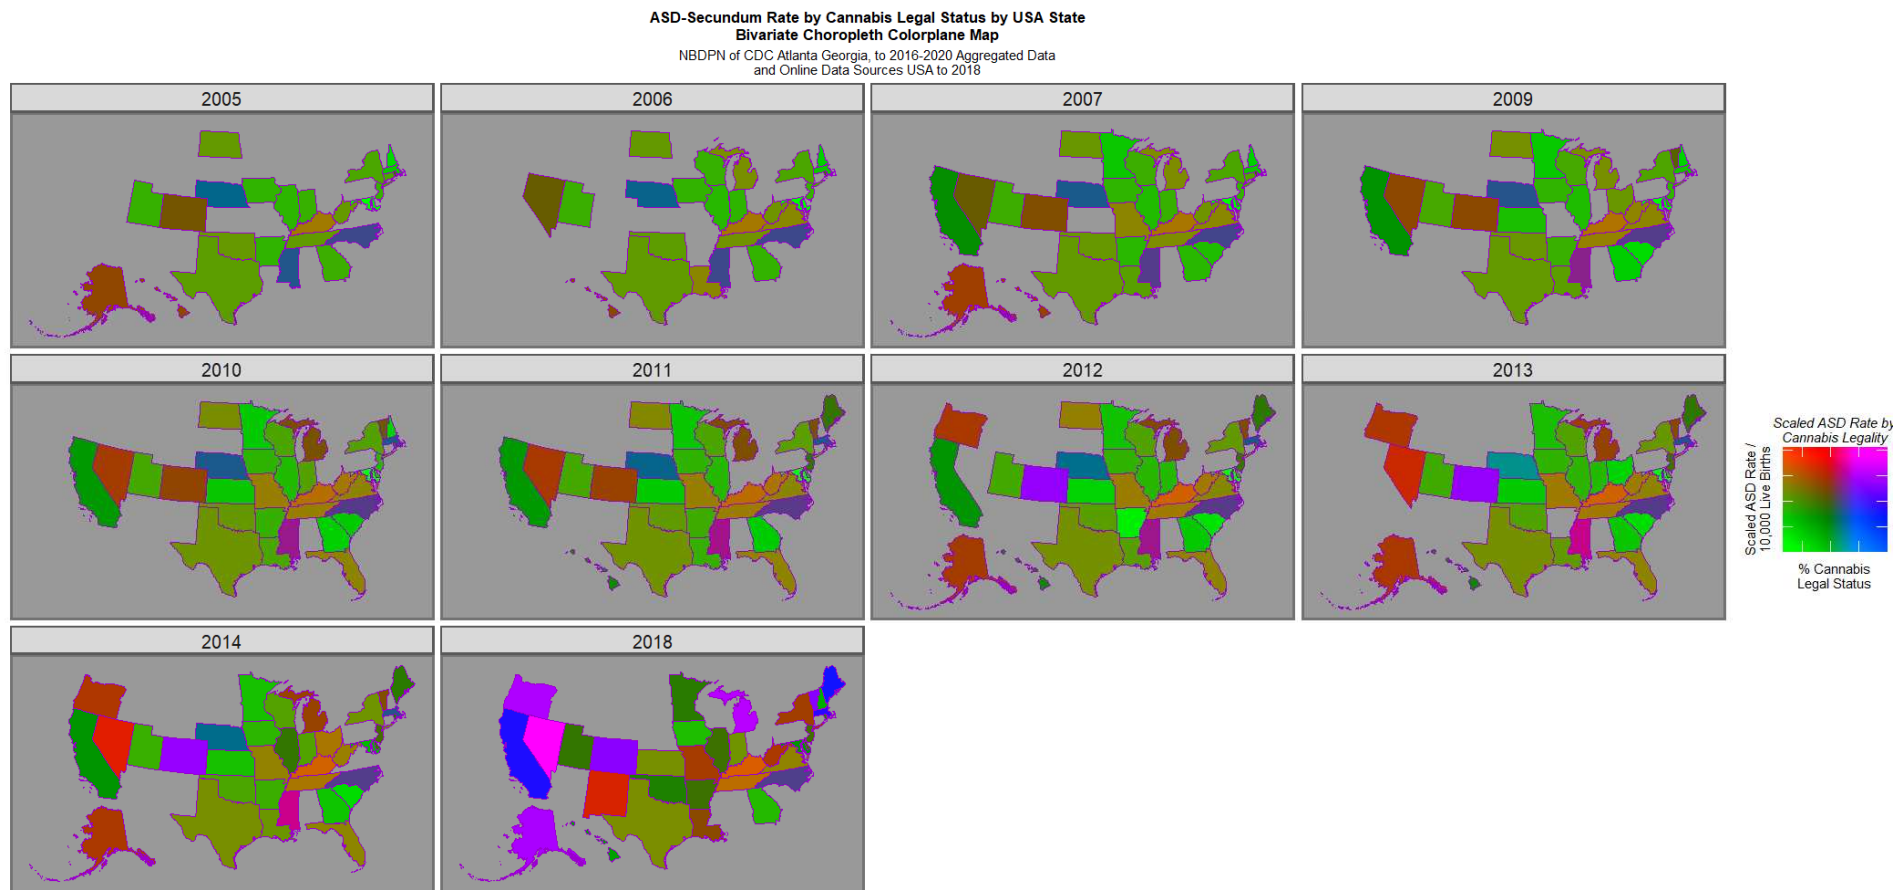 ASD-Secundum Rate by Cannabis Legal Status by USA State
Bivariate Choropleth Colorplane Map
NBDPN of CDC Atlanta Georgia, to 2016-2020 Aggregated Data
and Online Data Sources USA to 2018
2005
2006
2007
2009
2010
2011
2012
2013
Scaled ASD Rate by
Cannabis Legality
Scaled ASD Rate /
10,000 Live Births
% Cannabis
Legal Status
2014
2018